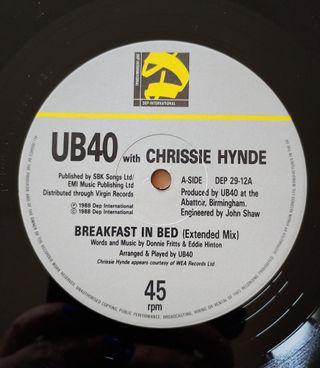 DEP INTERNATIONAL
UB40 with CHRISSIE HYNDE
Published by SBK Songs Ltd/
EMI Music Publishing Ltd
Distributed through Virgin Records
℗ 1988 Dep International
© 1988 Dep International
A-SIDE DEP 29-12A
Produced by UB40 at the
Abattoir, Birmingham.
Engineered by John Shaw
BREAKFAST IN BED (Extended Mix)
Words and Music by Donnie Fritts & Eddie Hinton
Arranged & Played by UB40
Chrissie Hynde appears courtesy of WEA Records Ltd
45
rpm